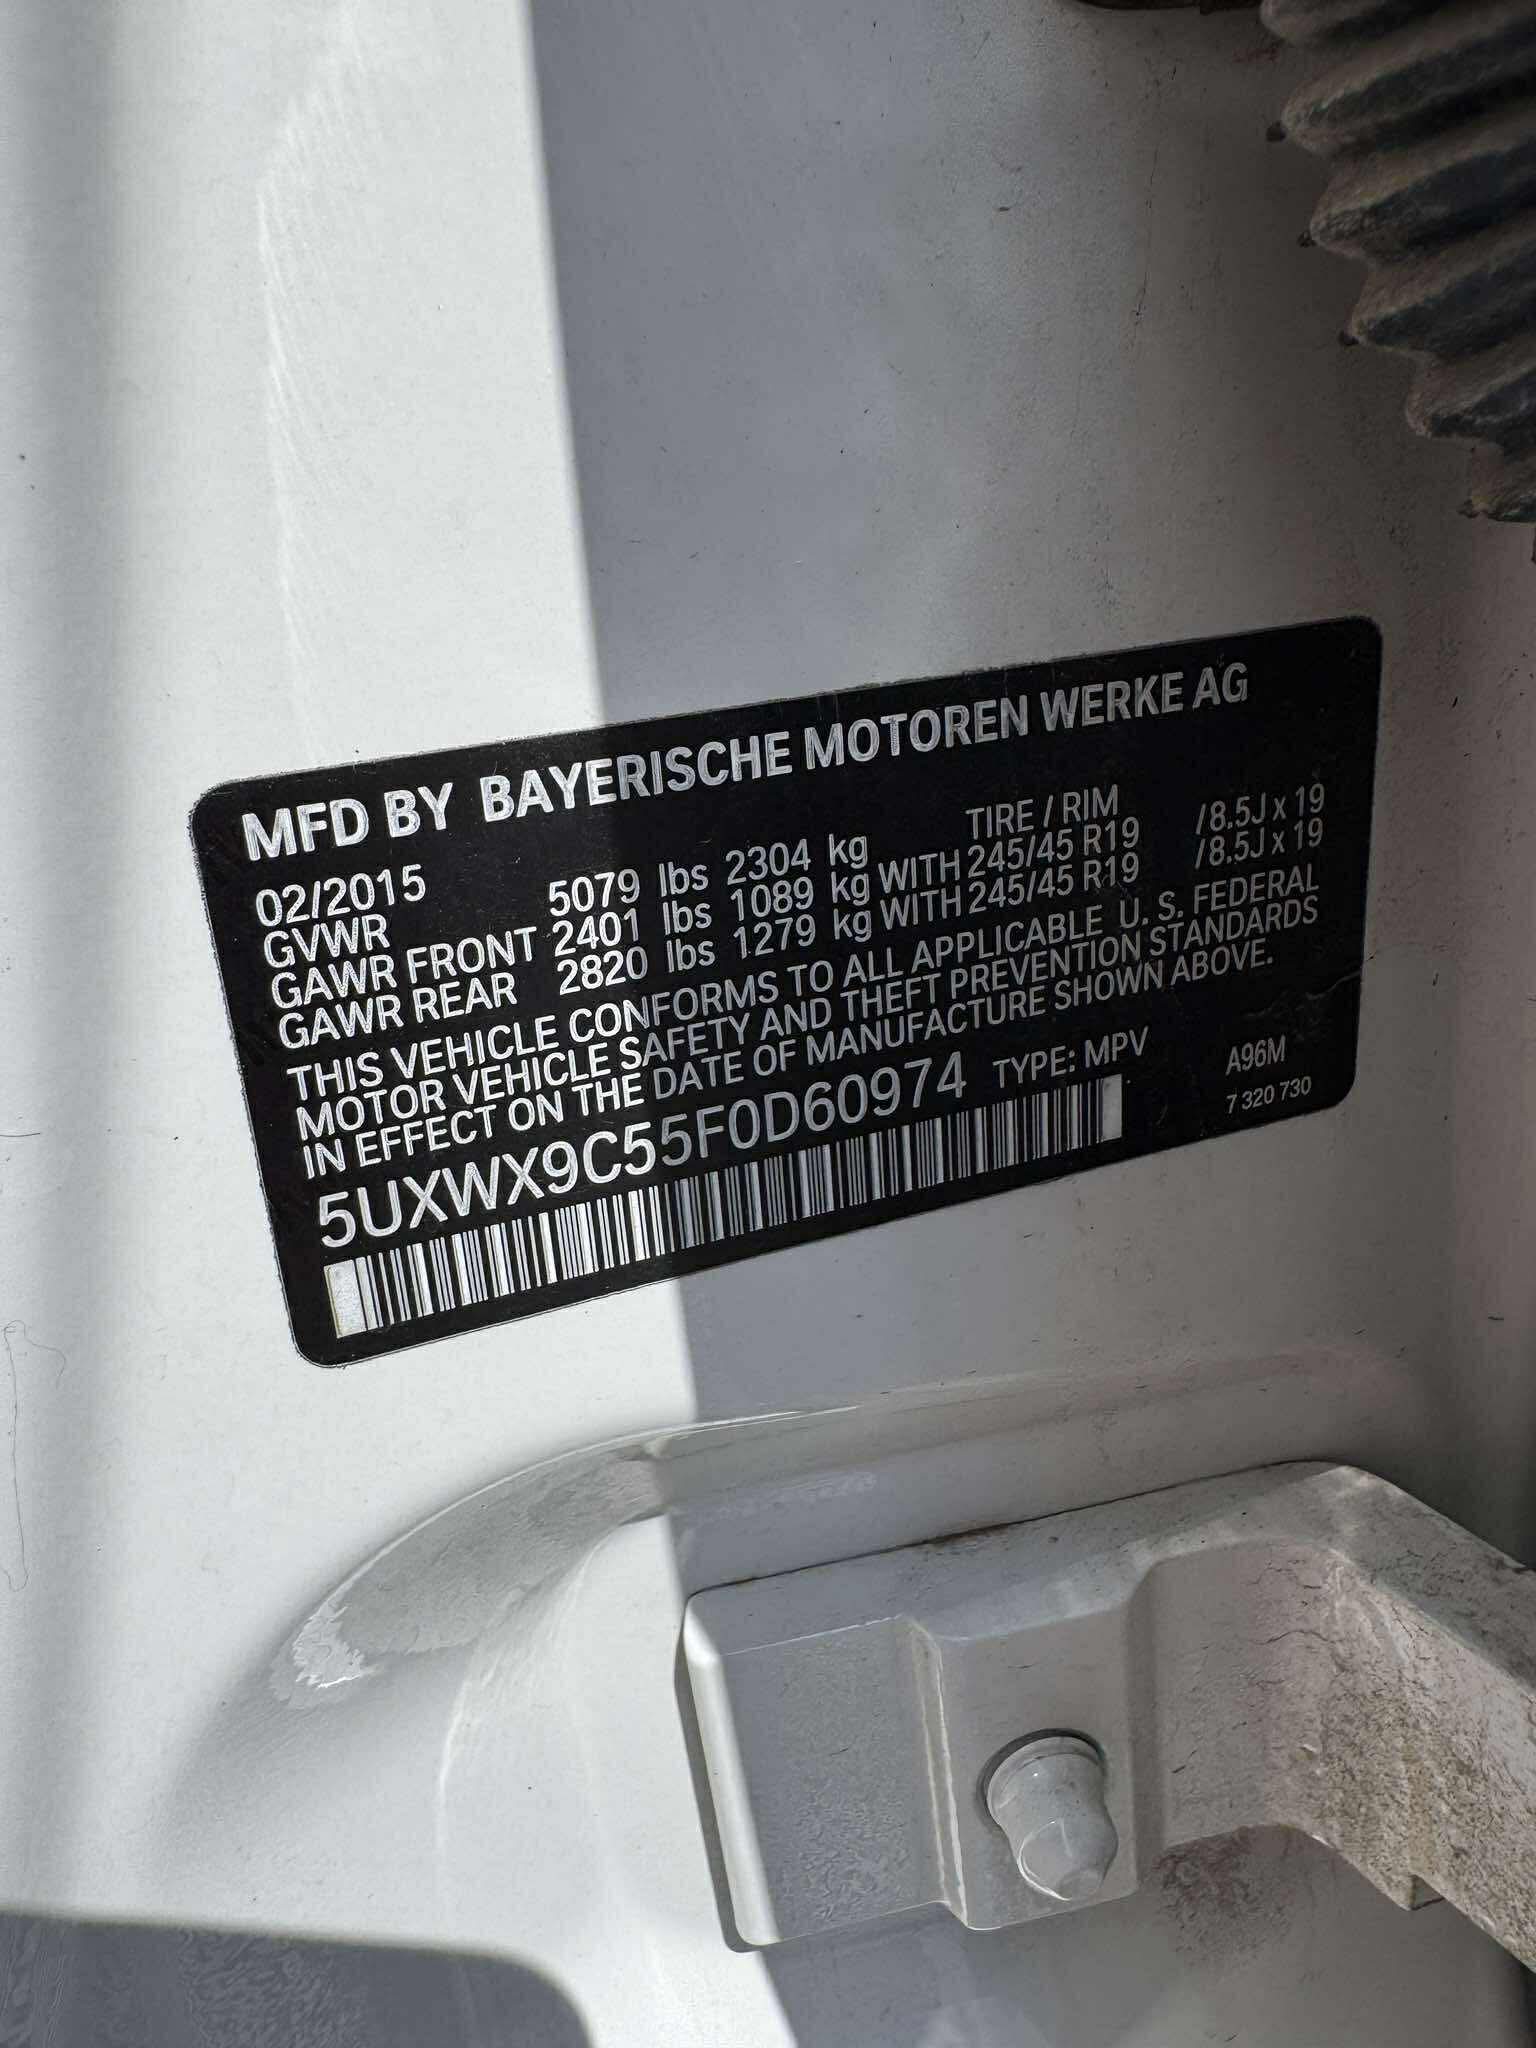 MFD BY BAYERISCHE MOTOREN WERKE AG
02/2015 TIRE / RIM
GVWR 5079 lbs 2304 kg
GAWR FRONT 2401 lbs 1089 kg WITH 245/45 R19 /8.5J x 19
GAWR REAR 2820 lbs 1279 kg WITH 245/45 R19 /8.5J x 19
THIS VEHICLE CONFORMS TO ALL APPLICABLE U. S. FEDERAL
MOTOR VEHICLE SAFETY AND THEFT PREVENTION STANDARDS
IN EFFECT ON THE DATE OF MANUFACTURE SHOWN ABOVE.
5UXWX9C55F0D60974 TYPE: MPV A96M
7 320 730